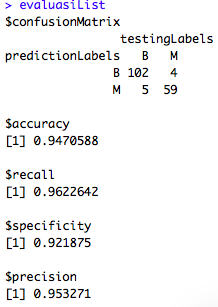 > evaluasiList
$confusionMatrix
testingLabels
predictionLabels B M
B 102 4
M 5 59
$accuracy
[1] 0.9470588
$recall
[1] 0.9622642
$specificity
[1] 0.921875
$precision
[1] 0.953271